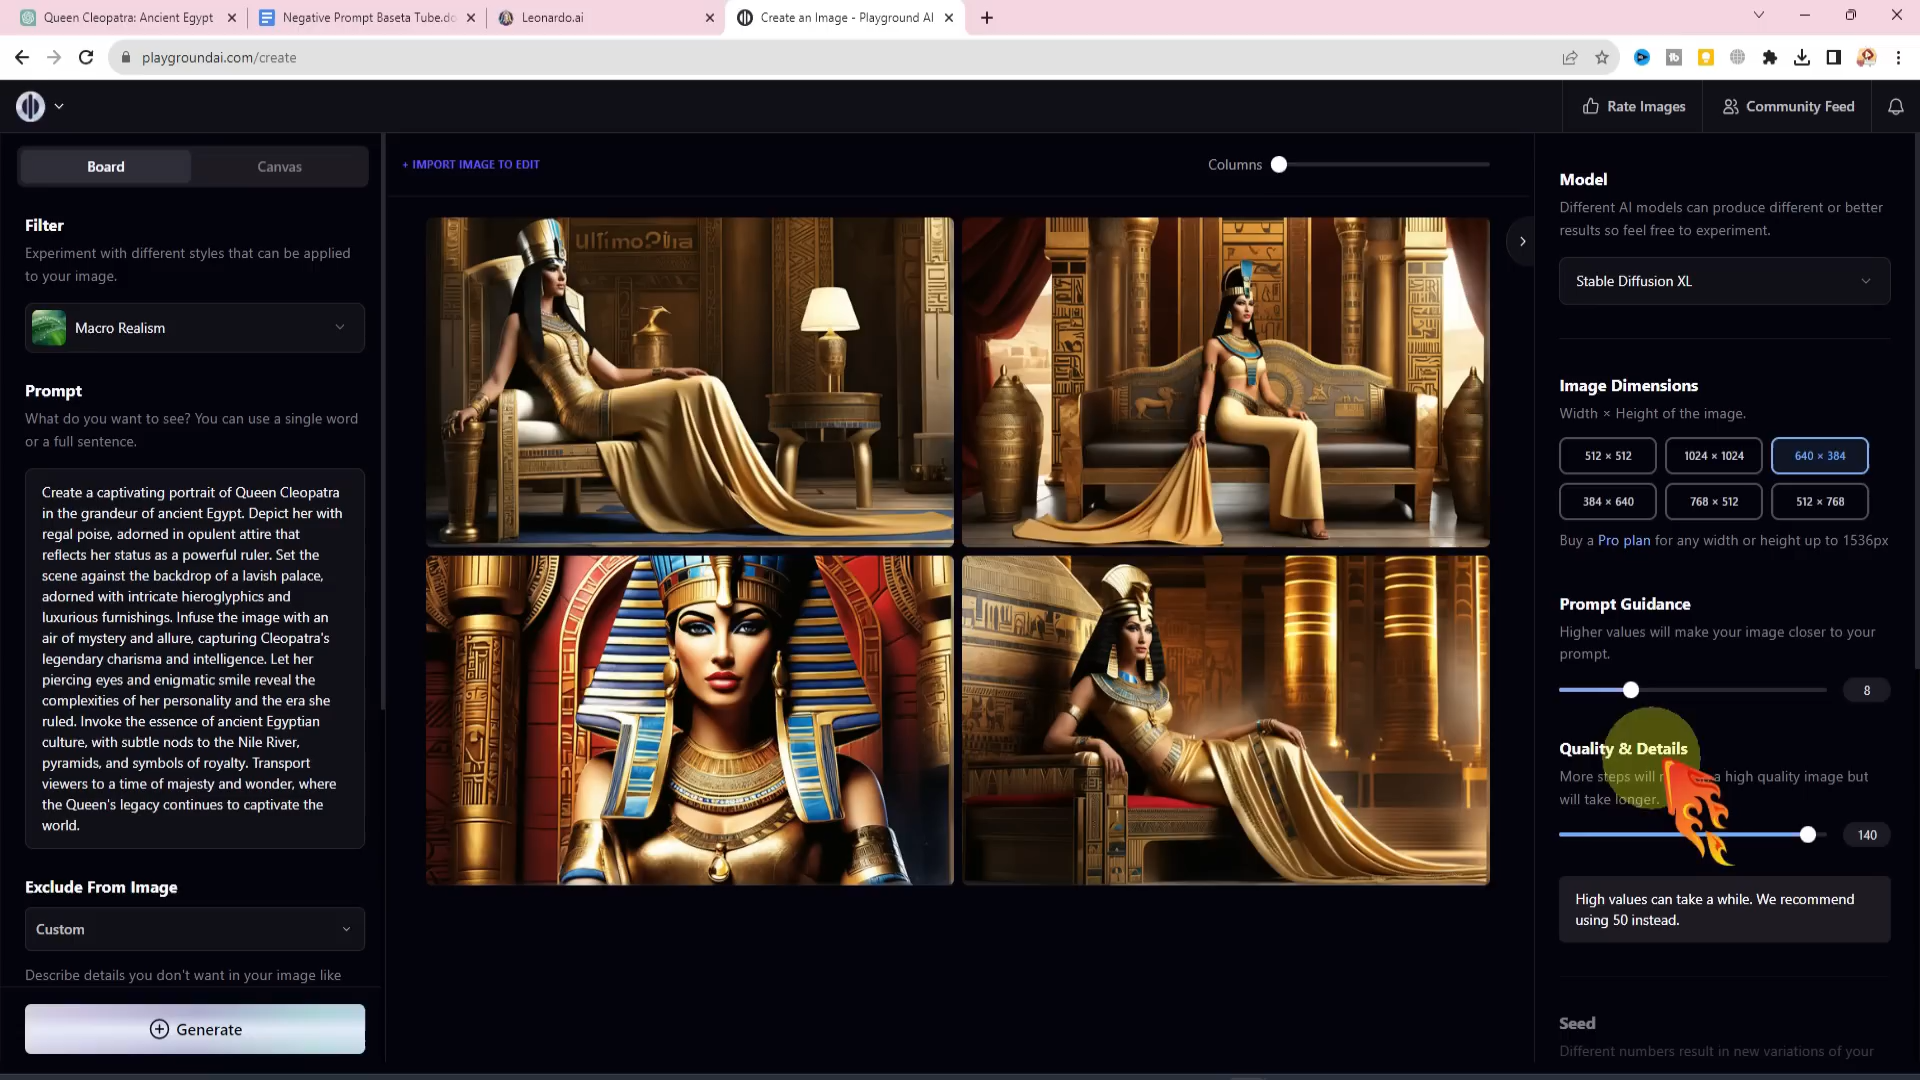 Queen Cleopatra: Ancient Egypt
Negative Prompt Baseta Tube.do
Leonardo.ai
Create an Image - Playground AI
playgroundai.com/create
Rate Images
Community Feed
Board
Canvas
+ IMPORT IMAGE TO EDIT
Columns
Filter
Experiment with different styles that can be applied
to your image.
Macro Realism
Prompt
What do you want to see? You can use a single word
or a full sentence.
Create a captivating portrait of Queen Cleopatra
in the grandeur of ancient Egypt. Depict her with
regal poise, adorned in opulent attire that
reflects her status as a powerful ruler. Set the
scene against the backdrop of a lavish palace,
adorned with intricate hieroglyphics and
luxurious furnishings. Infuse the image with an
air of mystery and allure, capturing Cleopatra's
legendary charisma and intelligence. Let her
piercing eyes and enigmatic smile reveal the
complexities of her personality and the era she
ruled. Invoke the essence of ancient Egyptian
culture, with subtle nods to the Nile River,
pyramids, and symbols of royalty. Transport
viewers to a time of majesty and wonder, where
the Queen's legacy continues to captivate the
world.
Exclude From Image
Custom
Describe details you don't want in your image like
Generate
Model
Different AI models can produce different or better
results so feel free to experiment.
Stable Diffusion XL
Image Dimensions
Width × Height of the image.
512 × 512
1024 × 1024
640 × 384
384 × 640
768 × 512
512 × 768
Buy a Pro plan for any width or height up to 1536px
Prompt Guidance
Higher values will make your image closer to your
prompt.
8
Quality & Details
More steps will a high quality image but
will take longer.
140
High values can take a while. We recommend
using 50 instead.
Seed
Different numbers result in new variations of your